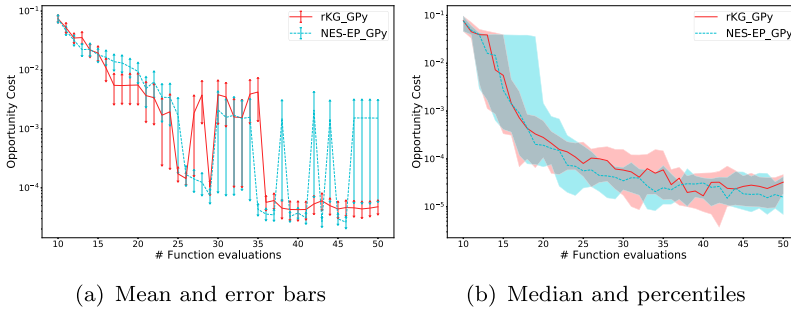 rKG_GPy
NES-EP_GPy
Opportunity Cost
10⁻¹
10⁻²
10⁻³
10⁻⁴
10 15 20 25 30 35 40 45 50
# Function evaluations
(a) Mean and error bars
rKG_GPy
NES-EP_GPy
Opportunity Cost
10⁻¹
10⁻²
10⁻³
10⁻⁴
10⁻⁵
10 15 20 25 30 35 40 45 50
# Function evaluations
(b) Median and percentiles